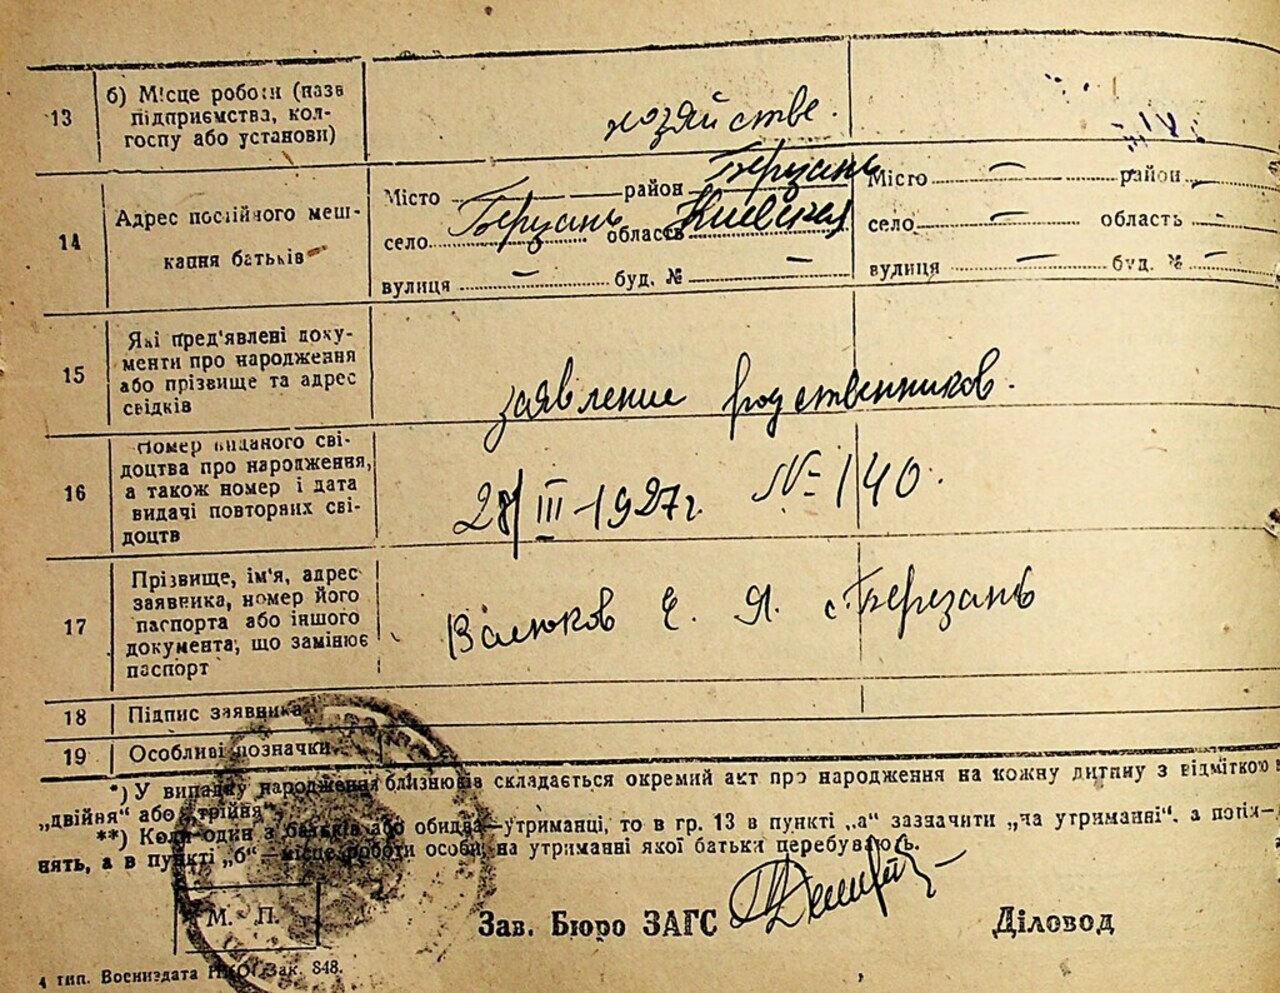 13
б) Місце роботи (назв
підприємства, кол-
госпу або установи)
хозяйстве.
14
Адрес постійного меш-
кання батьків
Місто — район Берзань
село Берзань область Киевская
вулиця — буд. № —
Місто — район —
село — область -
вулиця — буд. № —
15
Які пред'явлені доку-
менти про народження
або прізвище та адрес
свідків
заявление родственников.
16
Номер виданого сві-
доцтва про народження,
а також номер і дата
видачі повторних сві-
доцтв
28/III-1927г. № 140.
17
Прізвище, ім'я, адрес
заявника, номер його
паспорта або іншого
документа, що замінює
паспорт
Валюков Е. Я. с. Березань
18 Підпис заявника
19 Особливі позначки
*) У випадку народження близнюків складається окремий акт про народження на кожну дитину з відміткою
„двійня“ або „трійня“.
**) Коли один з батьків або обидва—утриманці, то в гр. 13 в пункті „а“ зазначити „на утриманні“, а
нять, а в пункті „б“—місце роботи особи, на утриманні якої батьки перебувають.
М. П.
Зав. Бюро ЗАГС
Діловод
4 тип. Воениздата НКО. Зак. 848.